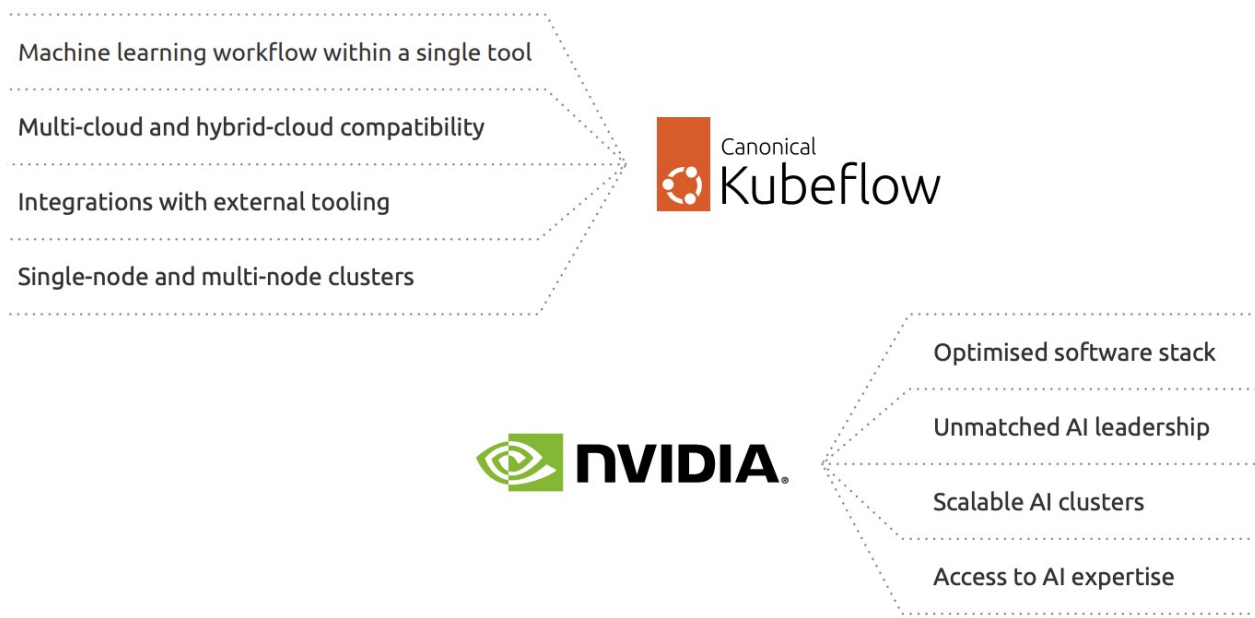 Machine learning workflow within a single tool
Multi-cloud and hybrid-cloud compatibility
Integrations with external tooling
Single-node and multi-node clusters
Canonical
Kubeflow
NVIDIA®
Optimised software stack
Unmatched AI leadership
Scalable AI clusters
Access to AI expertise